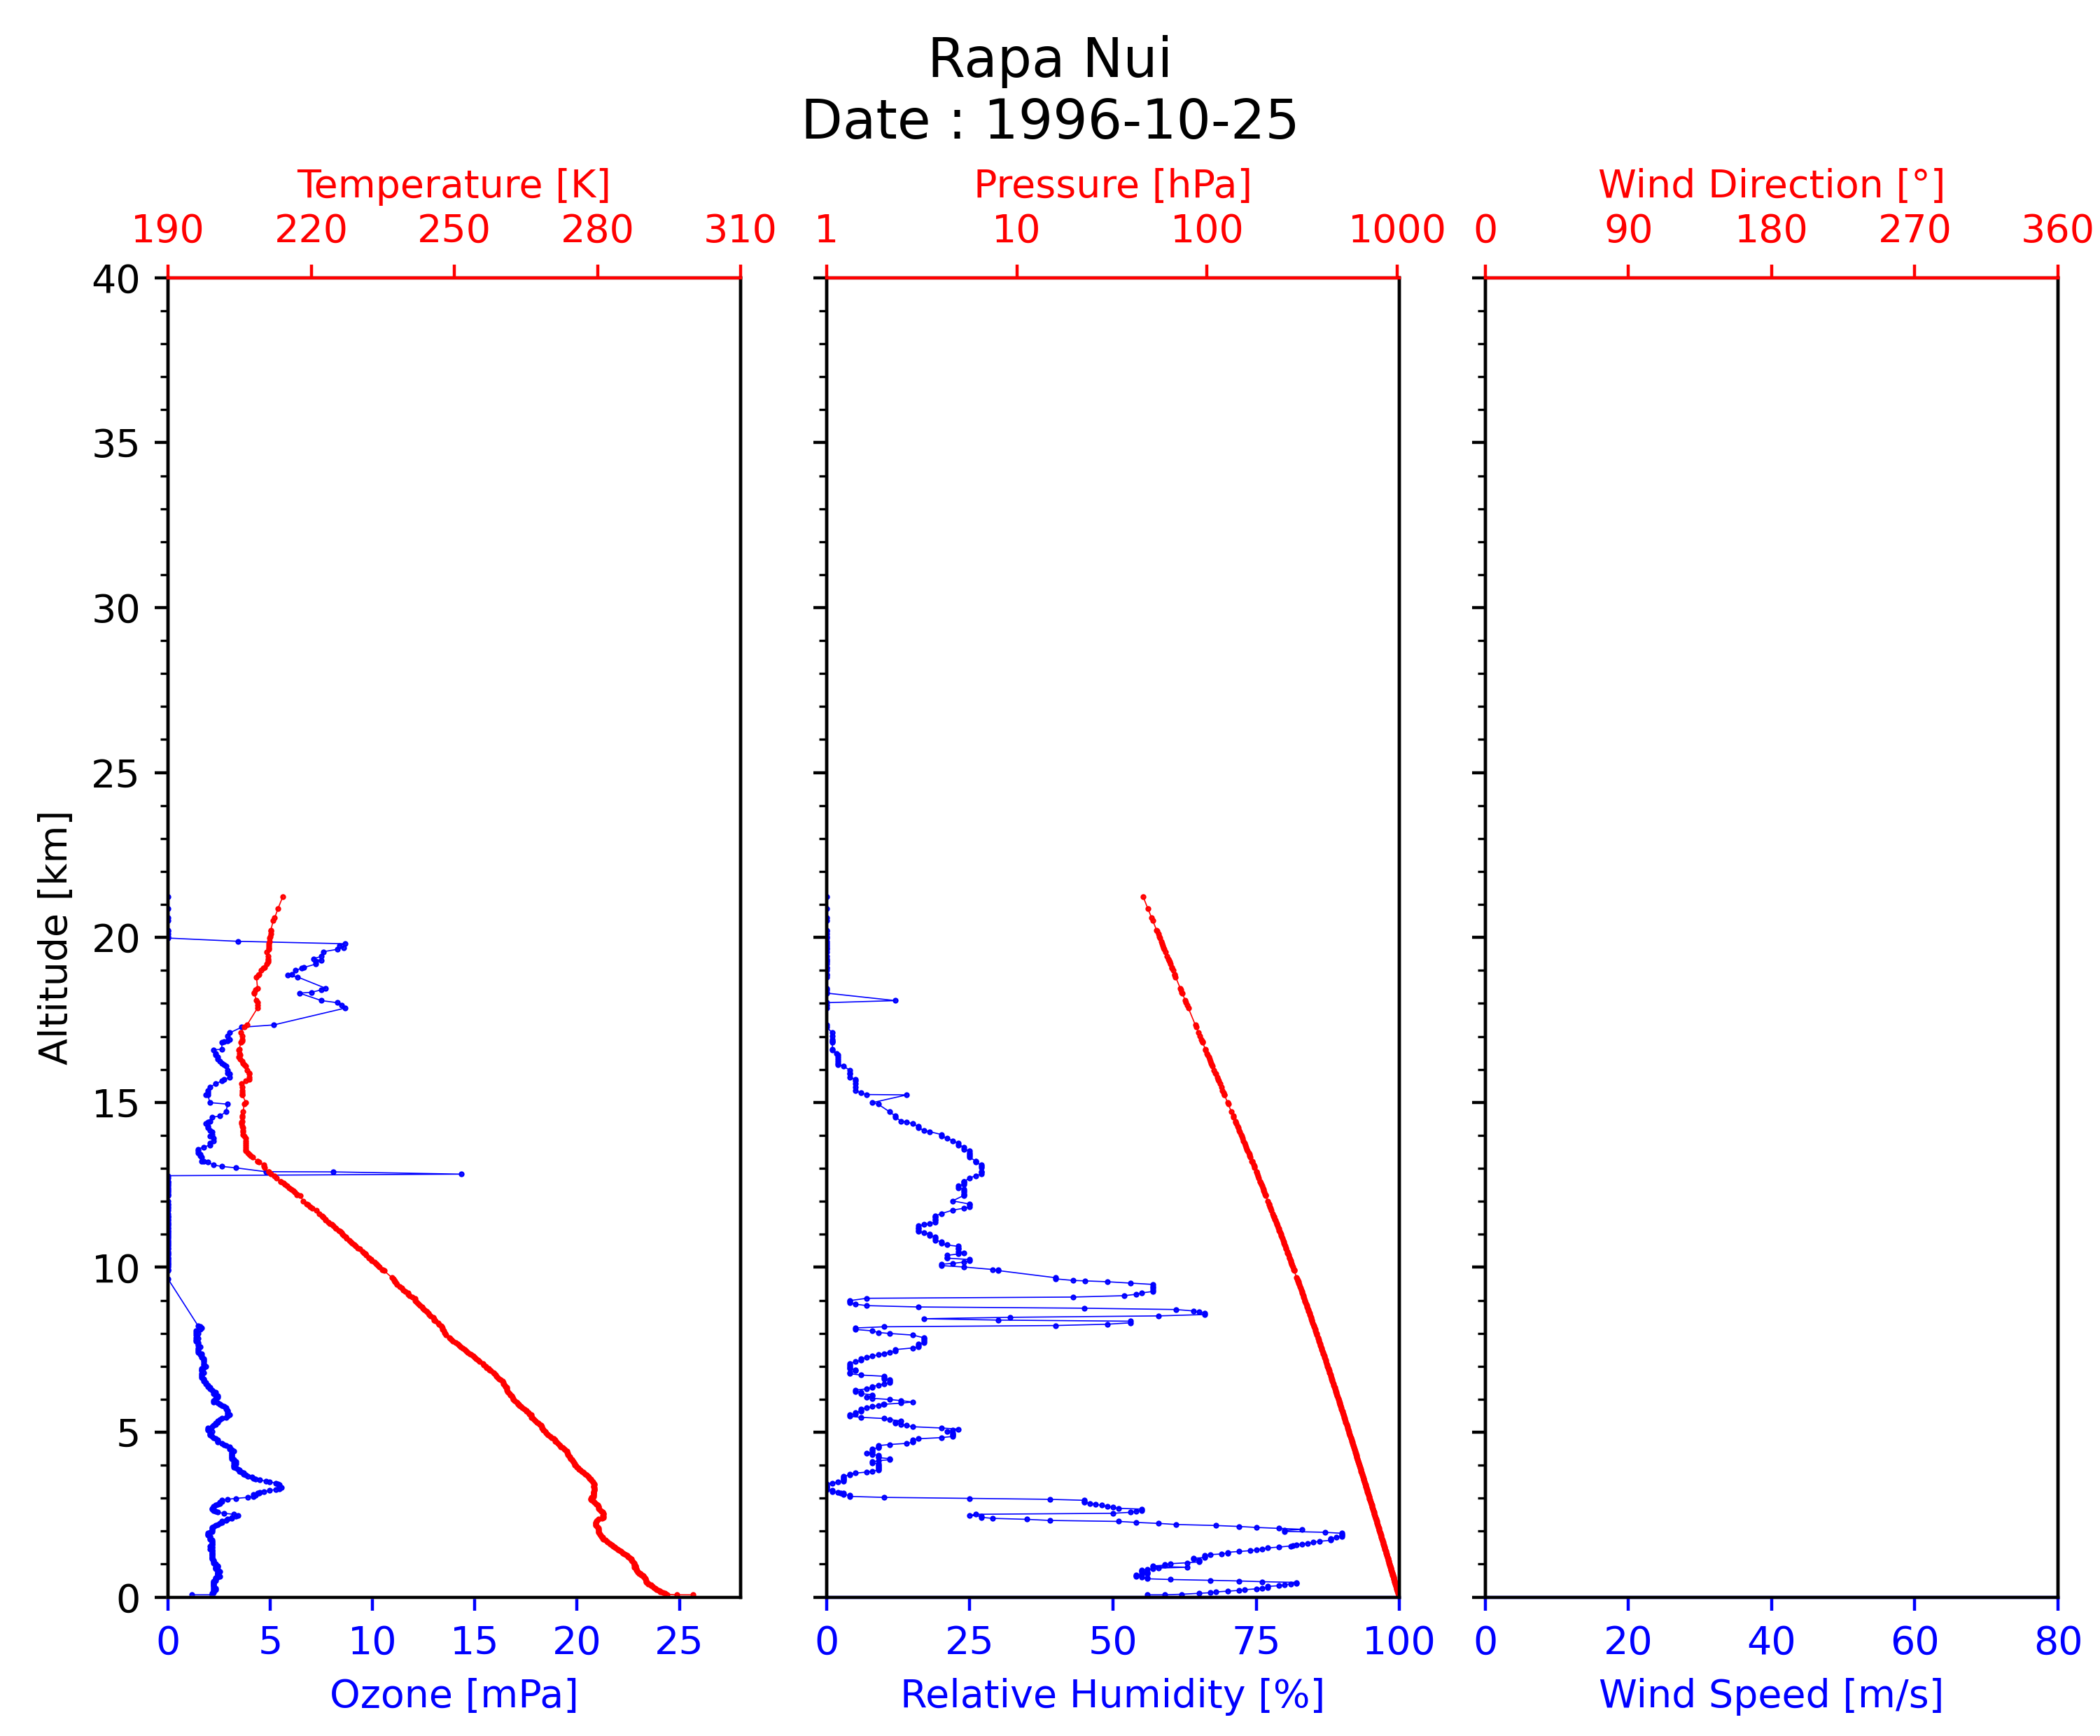 Rapa Nui
Date : 1996-10-25
Temperature [K]
190 220 250 280 310
Pressure [hPa]
1 10 100 1000
Wind Direction [°]
0 90 180 270 360
Altitude [km]
40
35
30
25
20
15
10
5
0
0 5 10 15 20 25
Ozone [mPa]
0 25 50 75 100
Relative Humidity [%]
0 20 40 60 80
Wind Speed [m/s]